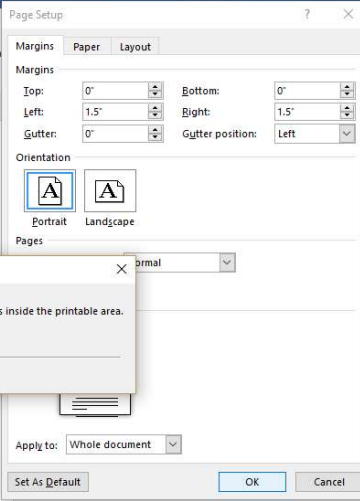 Page Setup
Margins Paper Layout
Margins
Top: 0" Bottom: 0"
Left: 1.5" Right: 1.5"
Gutter: 0" Gutter position: Left
Orientation
A A
Portrait Landscape
Pages
inside the printable area.
Apply to: Whole document
Set As Default OK Cancel